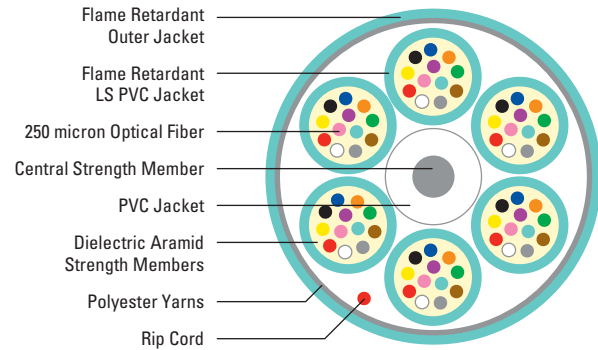 Flame Retardant
Outer Jacket
Flame Retardant
LS PVC Jacket
250 micron Optical Fiber
Central Strength Member
PVC Jacket
Dielectric Aramid
Strength Members
Polyester Yarns
Rip Cord